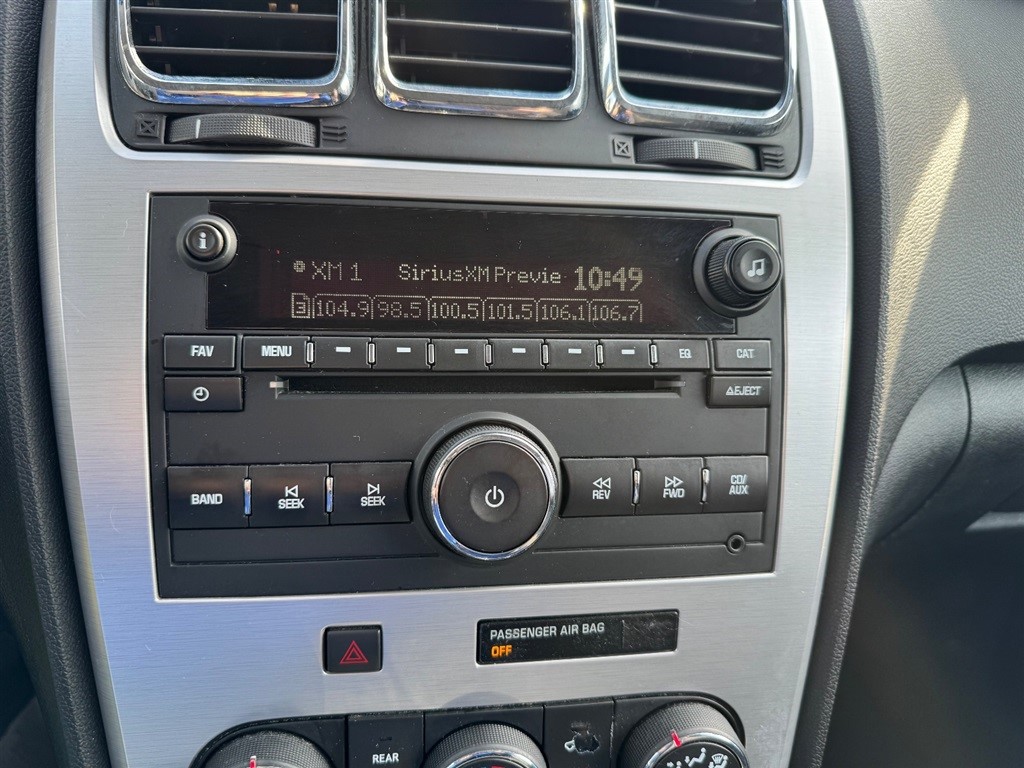 XM 1 SiriusXM Previe 10:49
3 104.9 98.5 100.5 101.5 106.1 106.7
FAV MENU EQ CAT
EJECT
BAND SEEK SEEK REV FWD CD/
AUX
PASSENGER AIR BAG
OFF
REAR